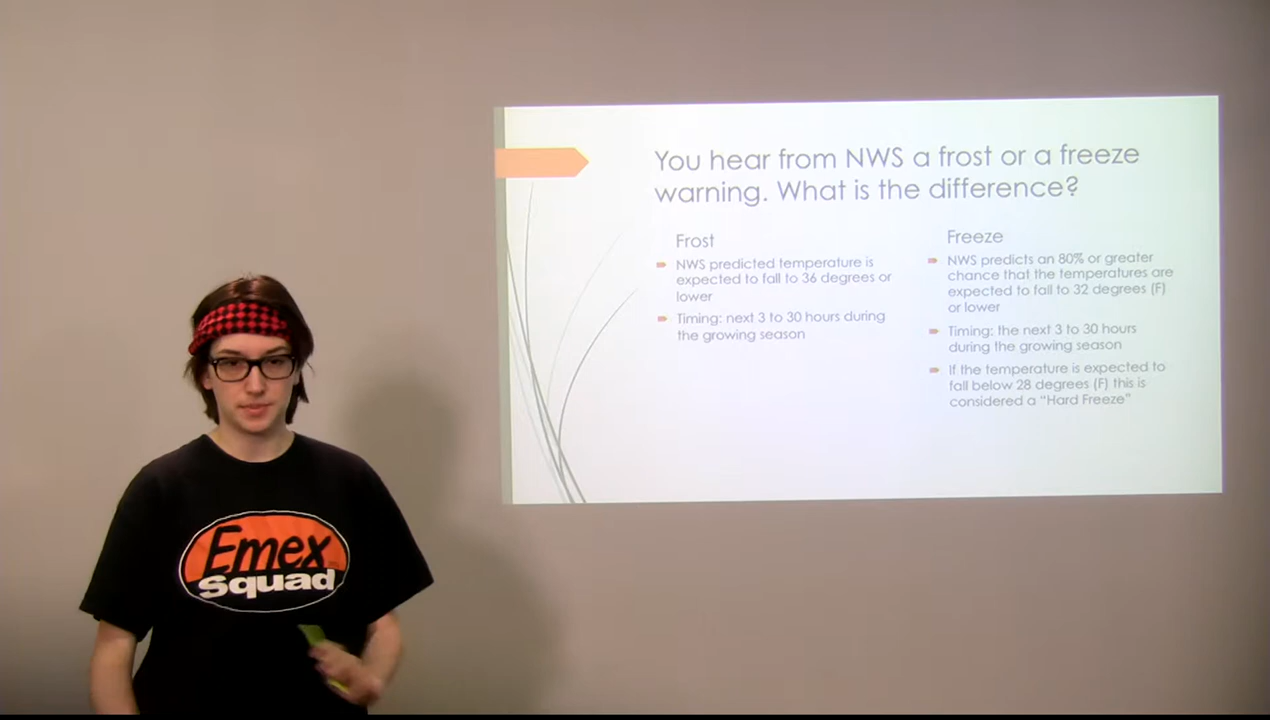 You hear from NWS a frost or a freeze
warning. What is the difference?
Frost
NWS predicted temperature is
expected to fall to 36 degrees or
lower
Timing: next 3 to 30 hours during
the growing season
Freeze
NWS predicts an 80% or greater
chance that the temperatures are
expected to fall to 32 degrees (F)
or lower
Timing: the next 3 to 30 hours
during the growing season
If the temperature is expected to
fall below 28 degrees (F) this is
considered a “Hard Freeze”
Emex
Squad